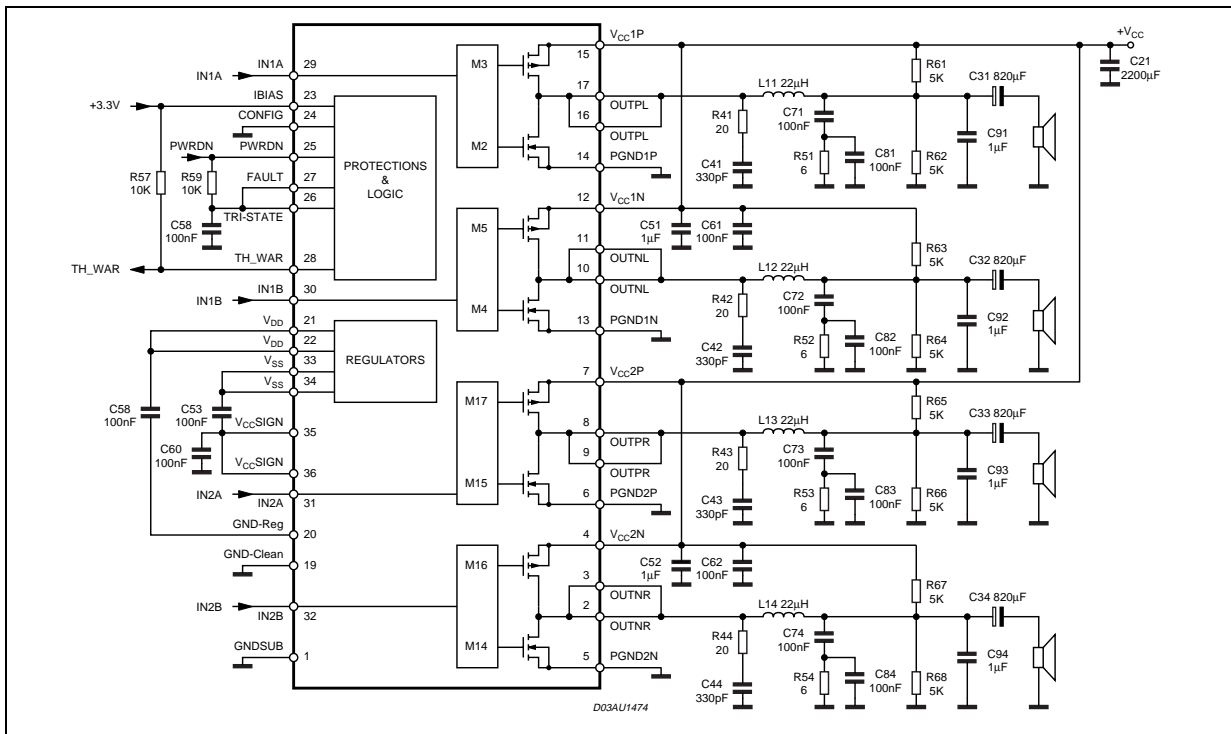 VCC1P
+VCC
15
C21
2200µF
IN1A
IN1A
29
M3
17
OUTPL
16
OUTPL
M2
14
PGND1P
L11 22µH
R61
5K
C31 820µF
R41
20
C71
100nF
C91
1µF
C41
330pF
R51
6
C81
100nF
R62
5K
+3.3V
IBIAS
23
CONFIG
24
PWRDN
PWRDN
25
FAULT
27
26
TRI-STATE
R57
10K
R59
10K
C58
100nF
PROTECTIONS
&
LOGIC
TH_WAR
TH_WAR
28
12
VCC1N
C51
1µF
C61
100nF
M5
11
OUTNL
10
OUTNL
M4
13
PGND1N
R63
5K
L12 22µH
C32 820µF
R42
20
C72
100nF
C92
1µF
C42
330pF
R52
6
C82
100nF
R64
5K
IN1B
IN1B
30
VDD
21
VDD
22
VSS
33
VSS
34
REGULATORS
7
VCC2P
C58
100nF
C53
100nF
VCCSIGN
35
C60
100nF
VCCSIGN
36
M17
8
OUTPR
9
OUTPR
M15
6
PGND2P
R65
5K
L13 22µH
C33 820µF
R43
20
C73
100nF
C93
1µF
C43
330pF
R53
6
C83
100nF
R66
5K
IN2A
IN2A
31
GND-Reg
20
GND-Clean
19
4
VCC2N
C52
1µF
C62
100nF
IN2B
IN2B
32
GNDSUB
1
M16
3
OUTNR
2
OUTNR
M14
5
PGND2N
R67
5K
L14 22µH
C34 820µF
R44
20
C74
100nF
C94
1µF
C44
330pF
R54
6
C84
100nF
R68
5K
D03AU1474